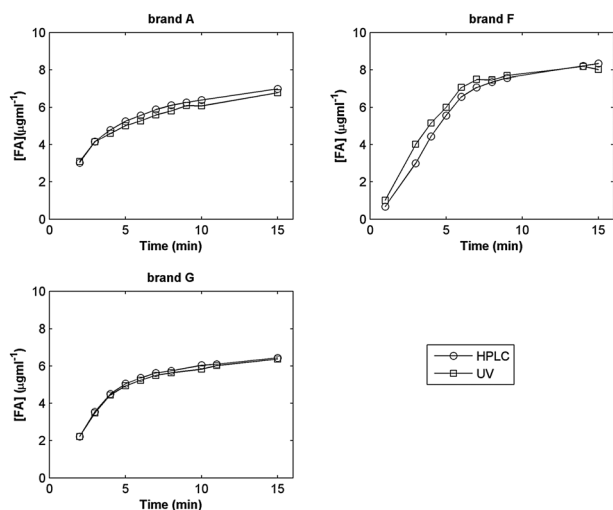 brand A
10
8
6
4
2
0
[FA](μgml-1)
0 5 10 15
Time (min)
brand F
10
8
6
4
2
0
[FA] (μgml-1)
0 5 10 15
Time (min)
brand G
10
8
6
4
2
0
[FA] (μgml-1)
0 5 10 15
Time (min)
HPLC
UV